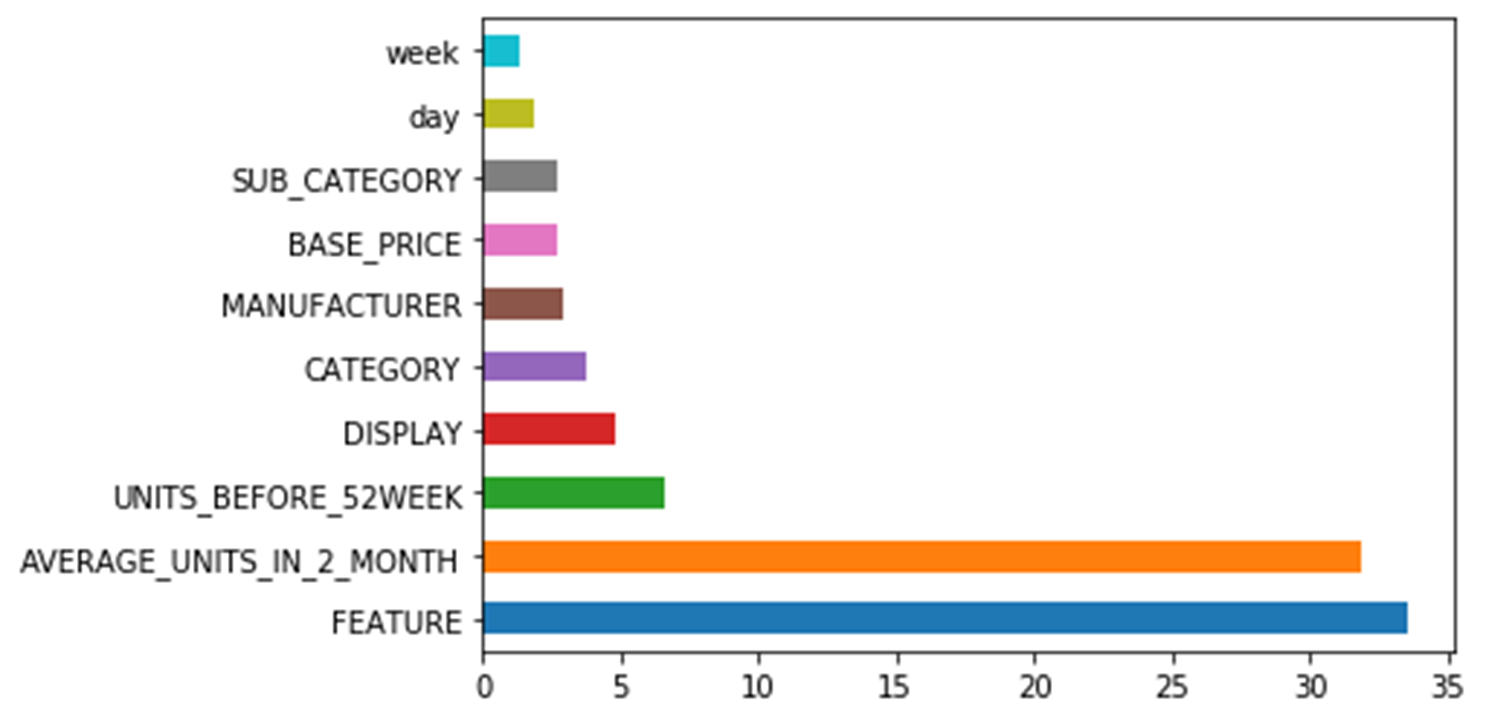 week
day
SUB_CATEGORY
BASE_PRICE
MANUFACTURER
CATEGORY
DISPLAY
UNITS_BEFORE_52WEEK
AVERAGE_UNITS_IN_2_MONTH
FEATURE
0 5 10 15 20 25 30 35